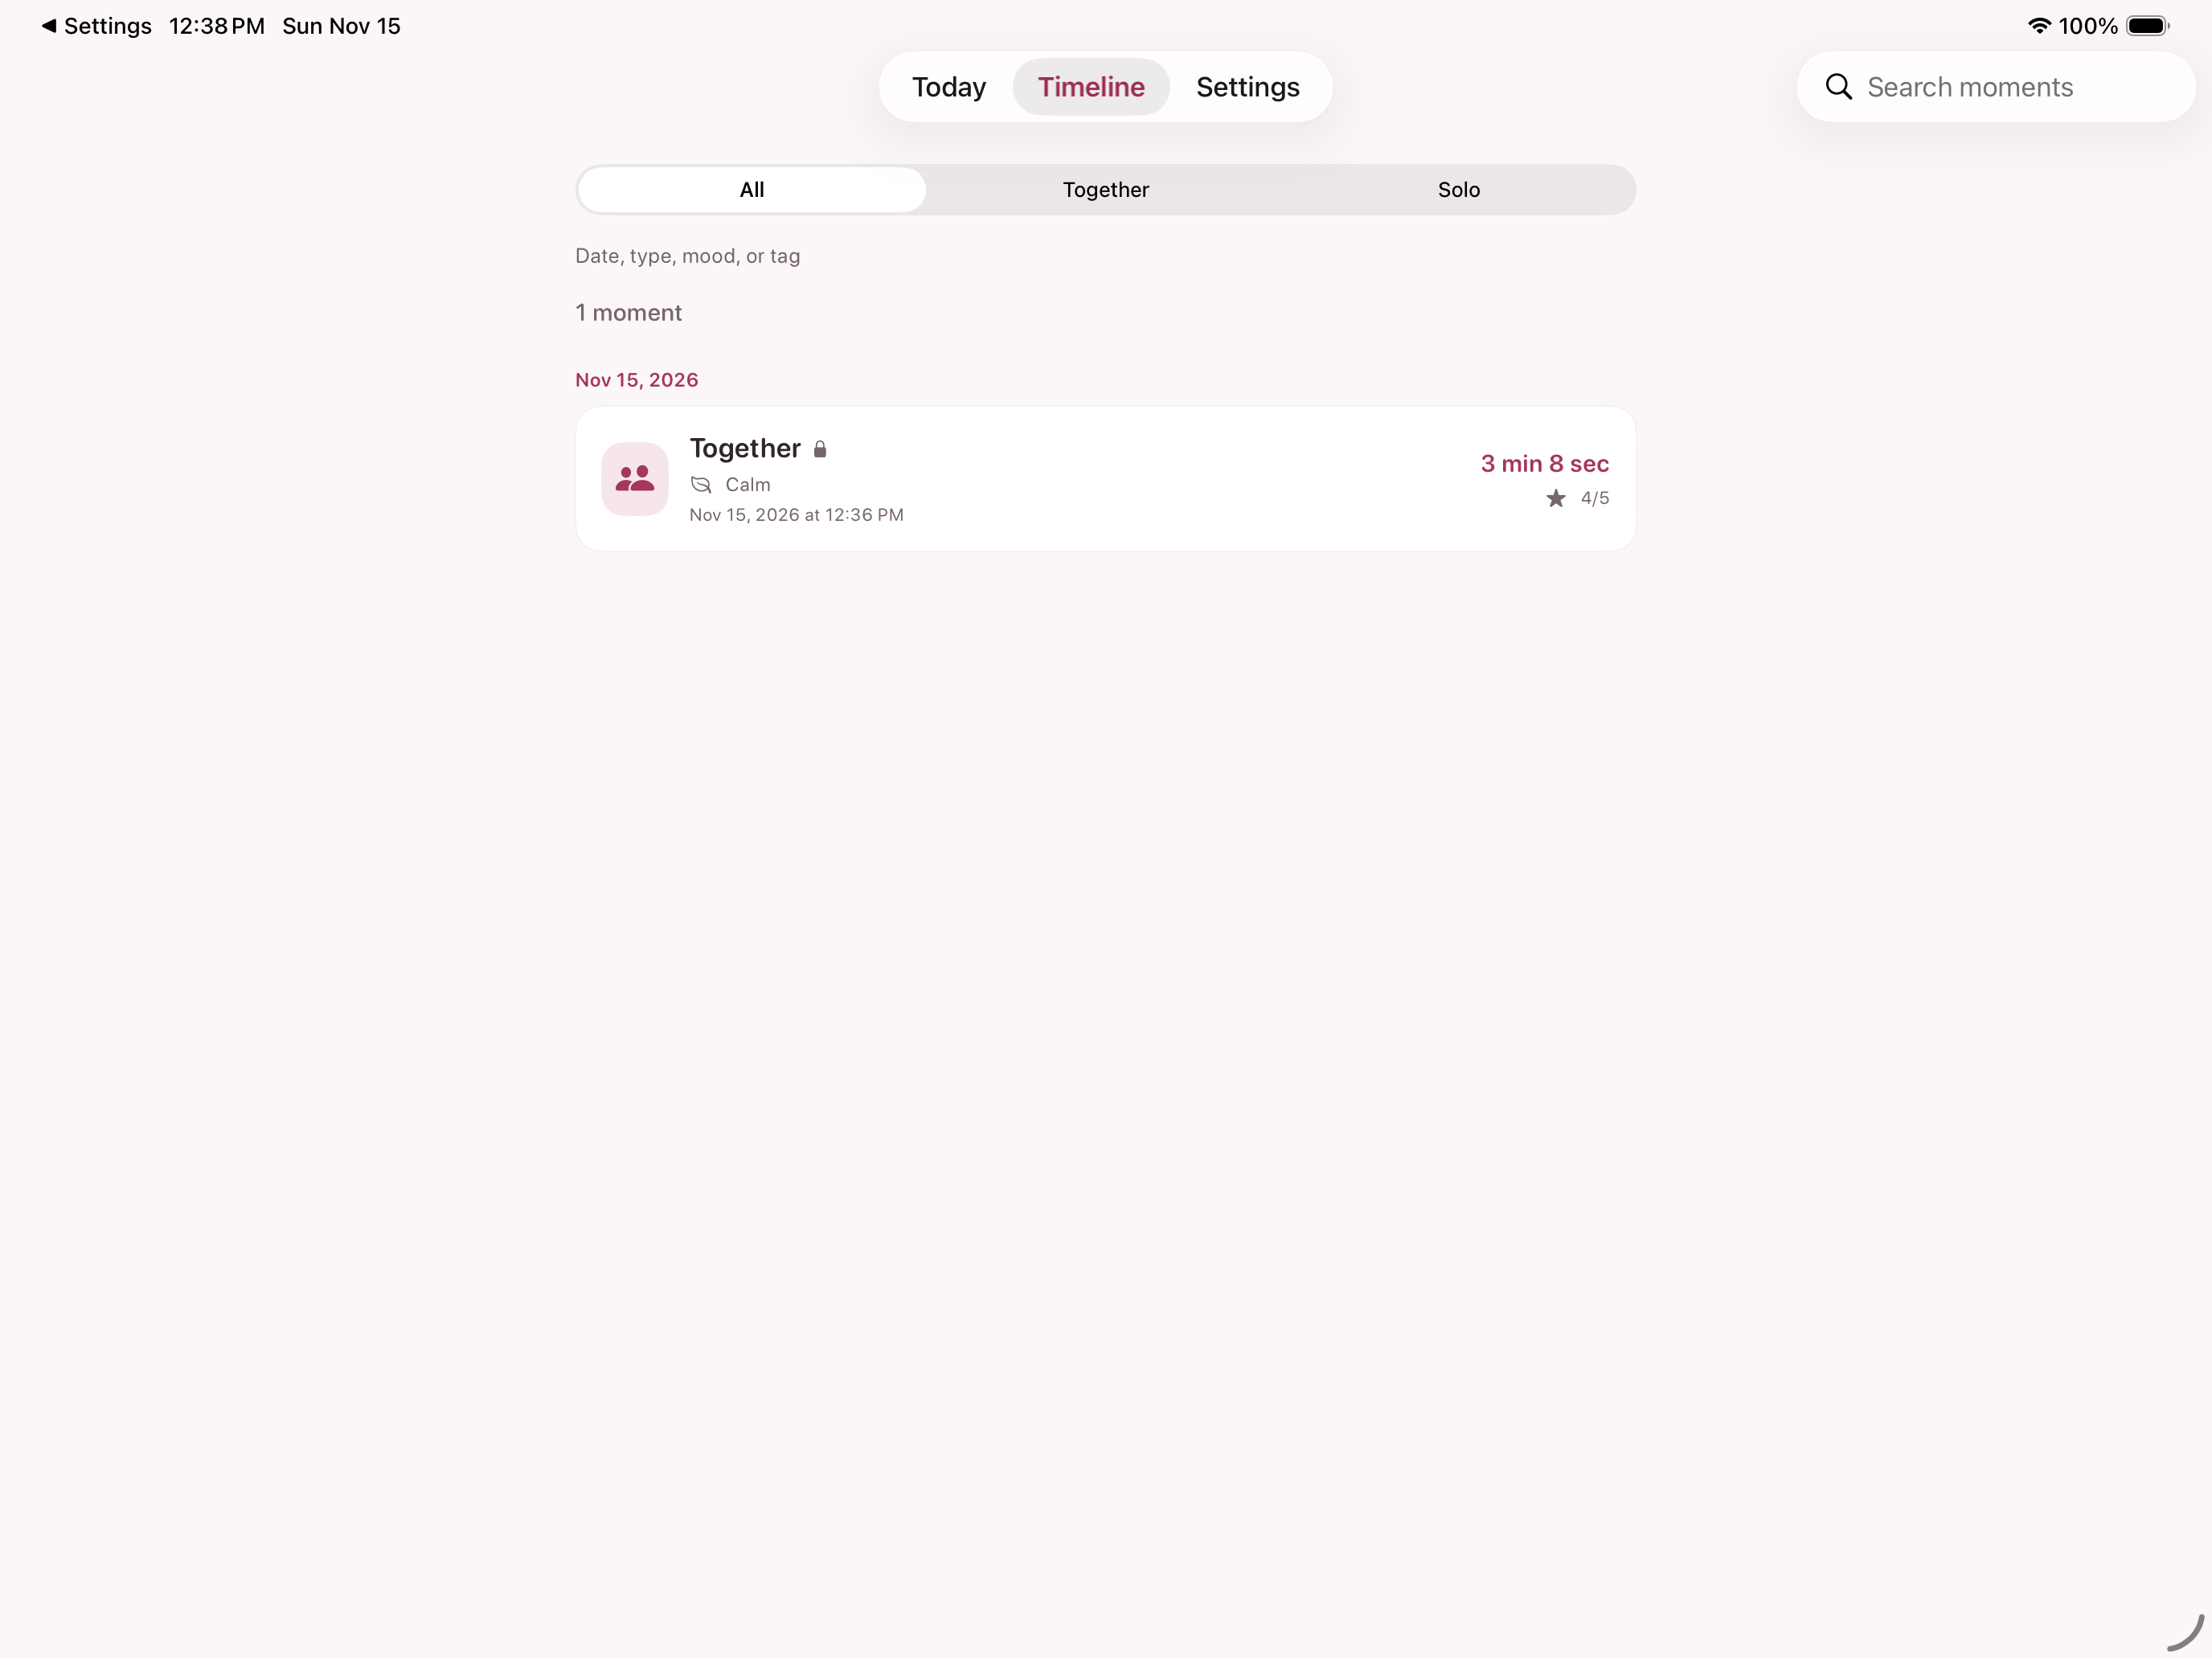 Settings 12:38 PM Sun Nov 15
100%
Today Timeline Settings
Search moments
All Together Solo
Date, type, mood, or tag
1 moment
Nov 15, 2026
Together
3 min 8 sec
Calm
4/5
Nov 15, 2026 at 12:36 PM